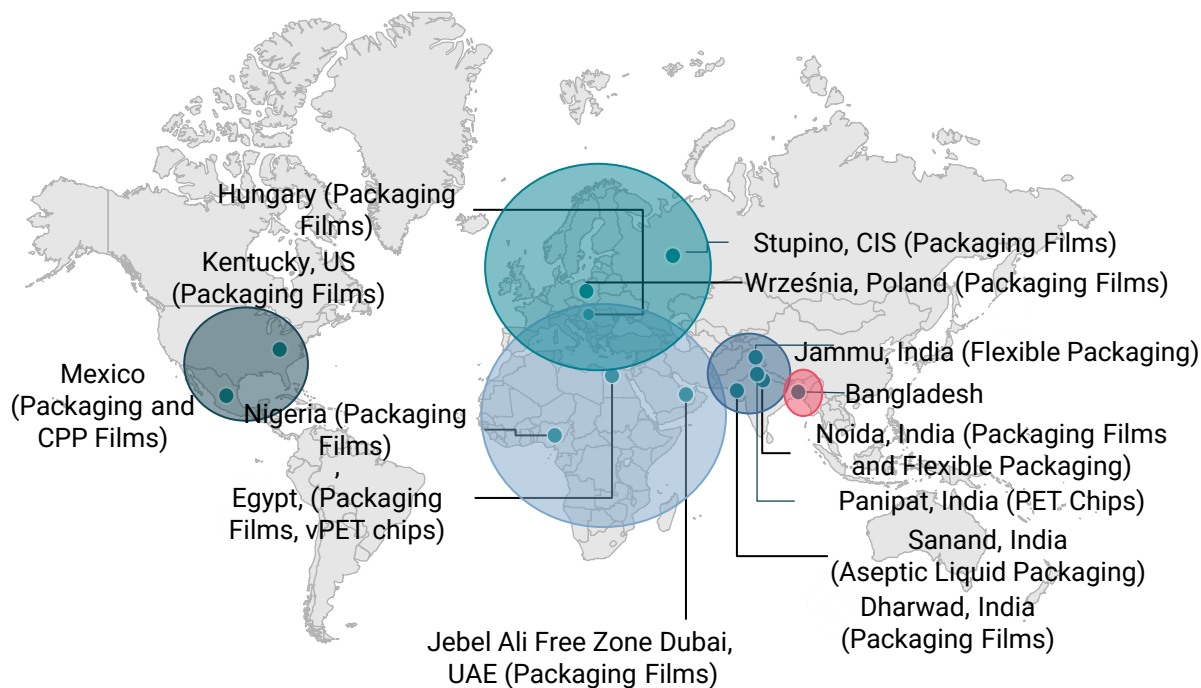 Hungary (Packaging
Films)
Kentucky, US
(Packaging Films)
Mexico
(Packaging and
CPP Films)
Nigeria (Packaging
Films)
,
Egypt, (Packaging
Films, vPET chips)
Jebel Ali Free Zone Dubai,
UAE (Packaging Films)
Stupino, CIS (Packaging Films)
Września, Poland (Packaging Films)
Jammu, India (Flexible Packaging)
Bangladesh
Noida, India (Packaging Films
and Flexible Packaging)
Panipat, India (PET Chips)
Sanand, India
(Aseptic Liquid Packaging)
Dharwad, India
(Packaging Films)